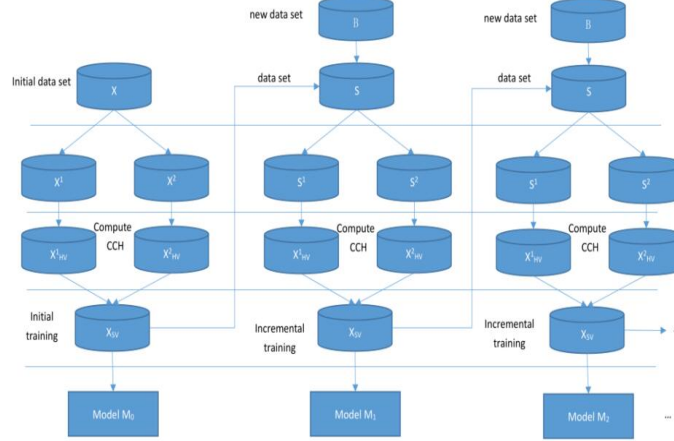 new data set
B
new data set
B
Initial data set
X
data set
S
data set
S
X¹
X²
S¹
S²
S¹
S²
Compute
CCH
Compute
CCH
Compute
CCH
X¹HV
X²HV
X¹HV
X²HV
X¹HV
X²HV
Initial
training
XSV
Incremental
training
XSV
Incremental
training
XSV
Model M₀
Model M₁
Model M₂
...